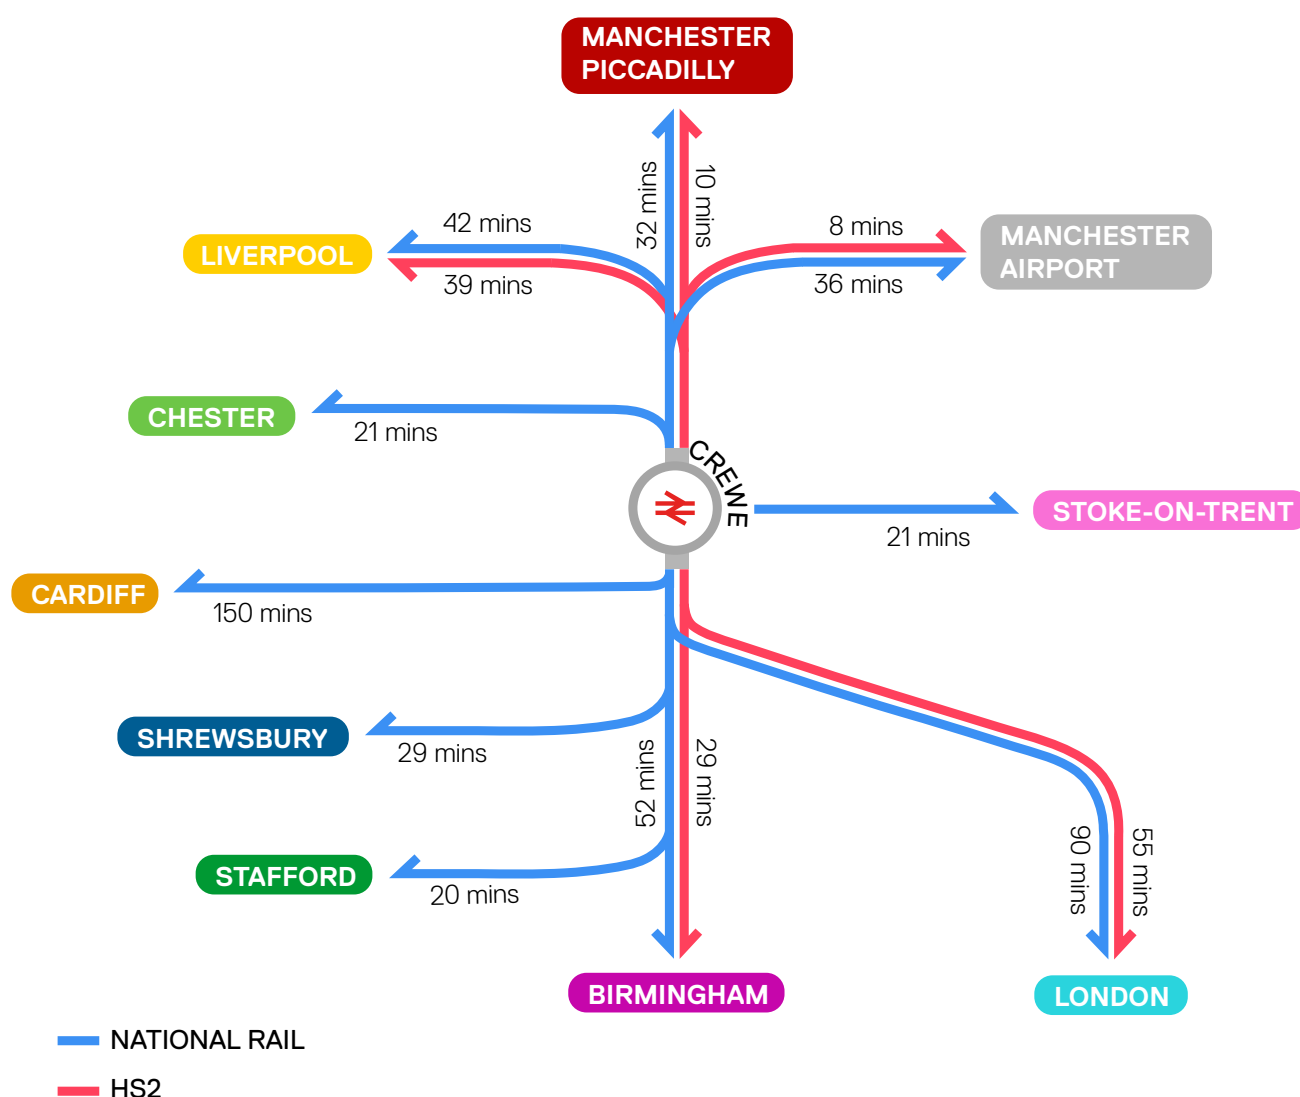 MANCHESTER
PICCADILLY
32 mins
10 mins
42 mins
8 mins
LIVERPOOL
MANCHESTER
AIRPORT
39 mins
36 mins
CHESTER
21 mins
CREWE
STOKE-ON-TRENT
21 mins
CARDIFF
150 mins
SHREWSBURY
29 mins
52 mins
29 mins
STAFFORD
20 mins
90 mins
55 mins
BIRMINGHAM
LONDON
NATIONAL RAIL
HS2